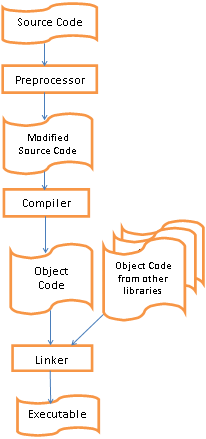 Source Code
Preprocessor
Modified
Source Code
Compiler
Object
Code
Object Code
from other
libraries
Linker
Executable